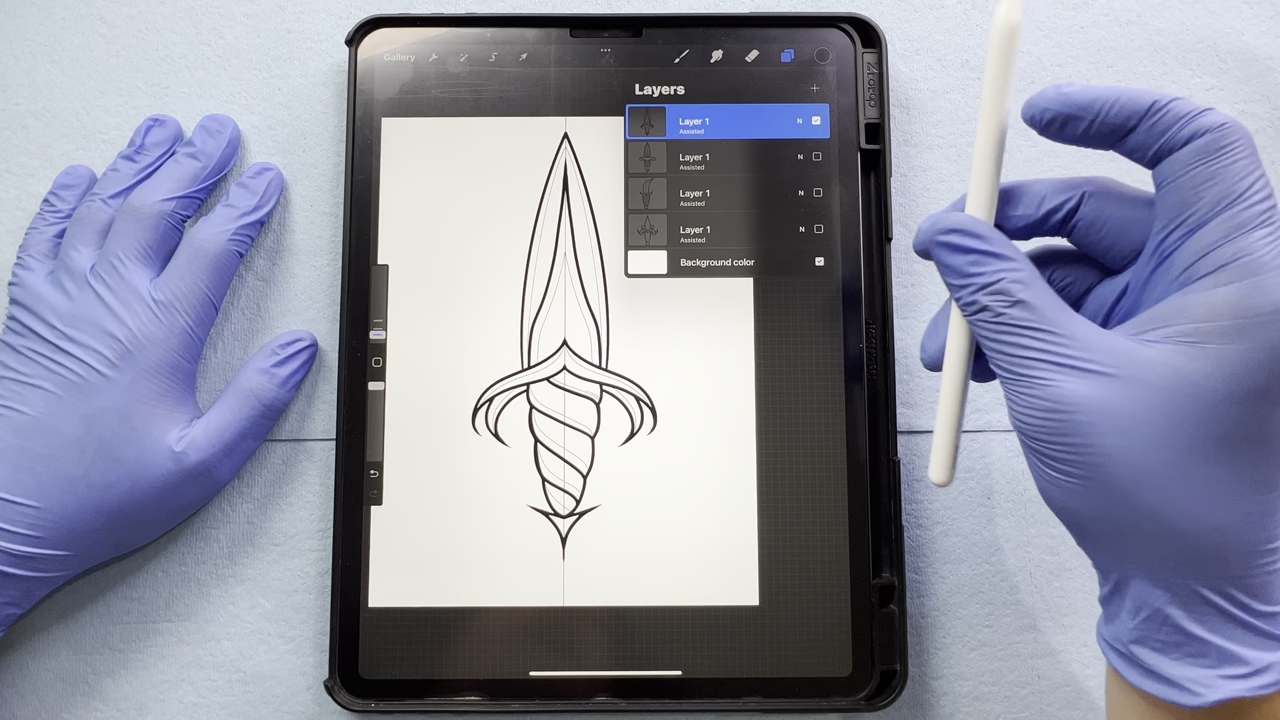 Gallery
Layers
Layer 1
N
Assisted
Layer 1
N
Assisted
Layer 1
N
Assisted
Layer 1
N
Assisted
Background color